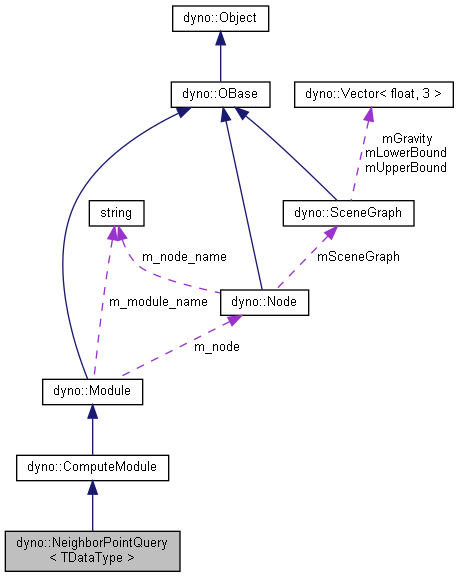 dyno::Object
dyno::OBase
dyno::Vector< float, 3 >
mGravity
mLowerBound
mUpperBound
string
dyno::SceneGraph
m_node_name
mSceneGraph
m_module_name
dyno::Node
m_node
dyno::Module
dyno::ComputeModule
dyno::NeighborPointQuery
< TDataType >